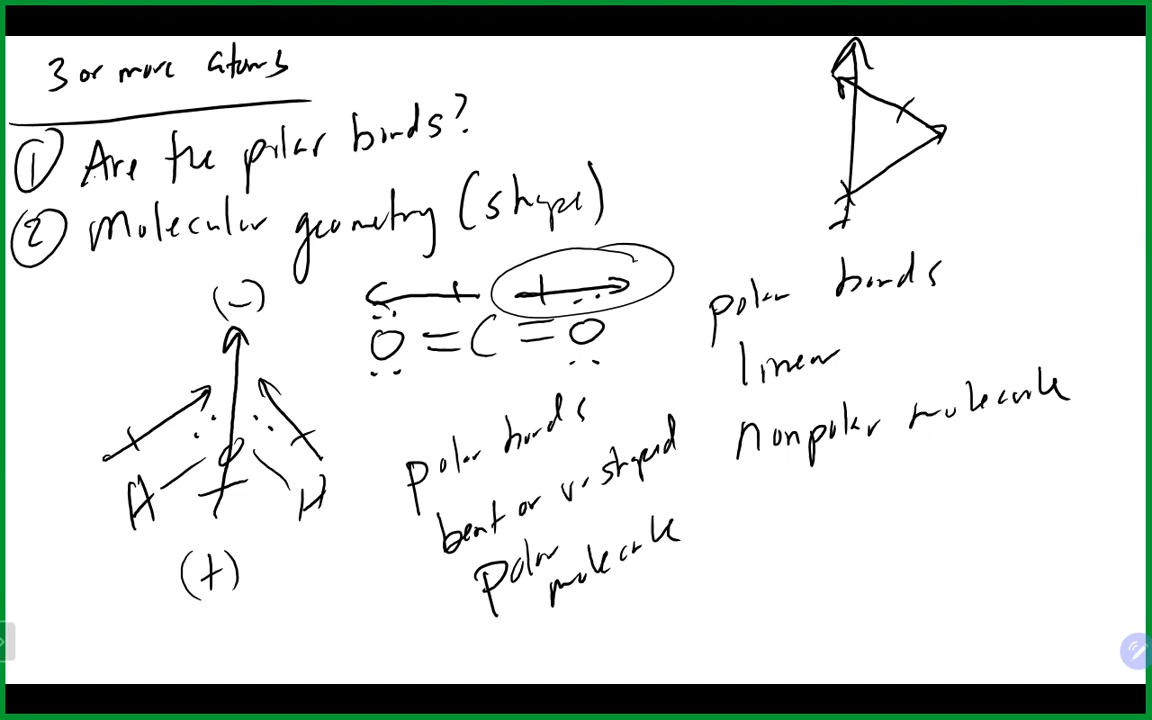 3 or more atoms
① Are the polar bonds?
② Molecular geometry (shape)
(-)
O=C=O
H O H
(+)
polar bonds
bent or v-shaped
polar
molecule
polar bonds
linear
nonpolar molecule